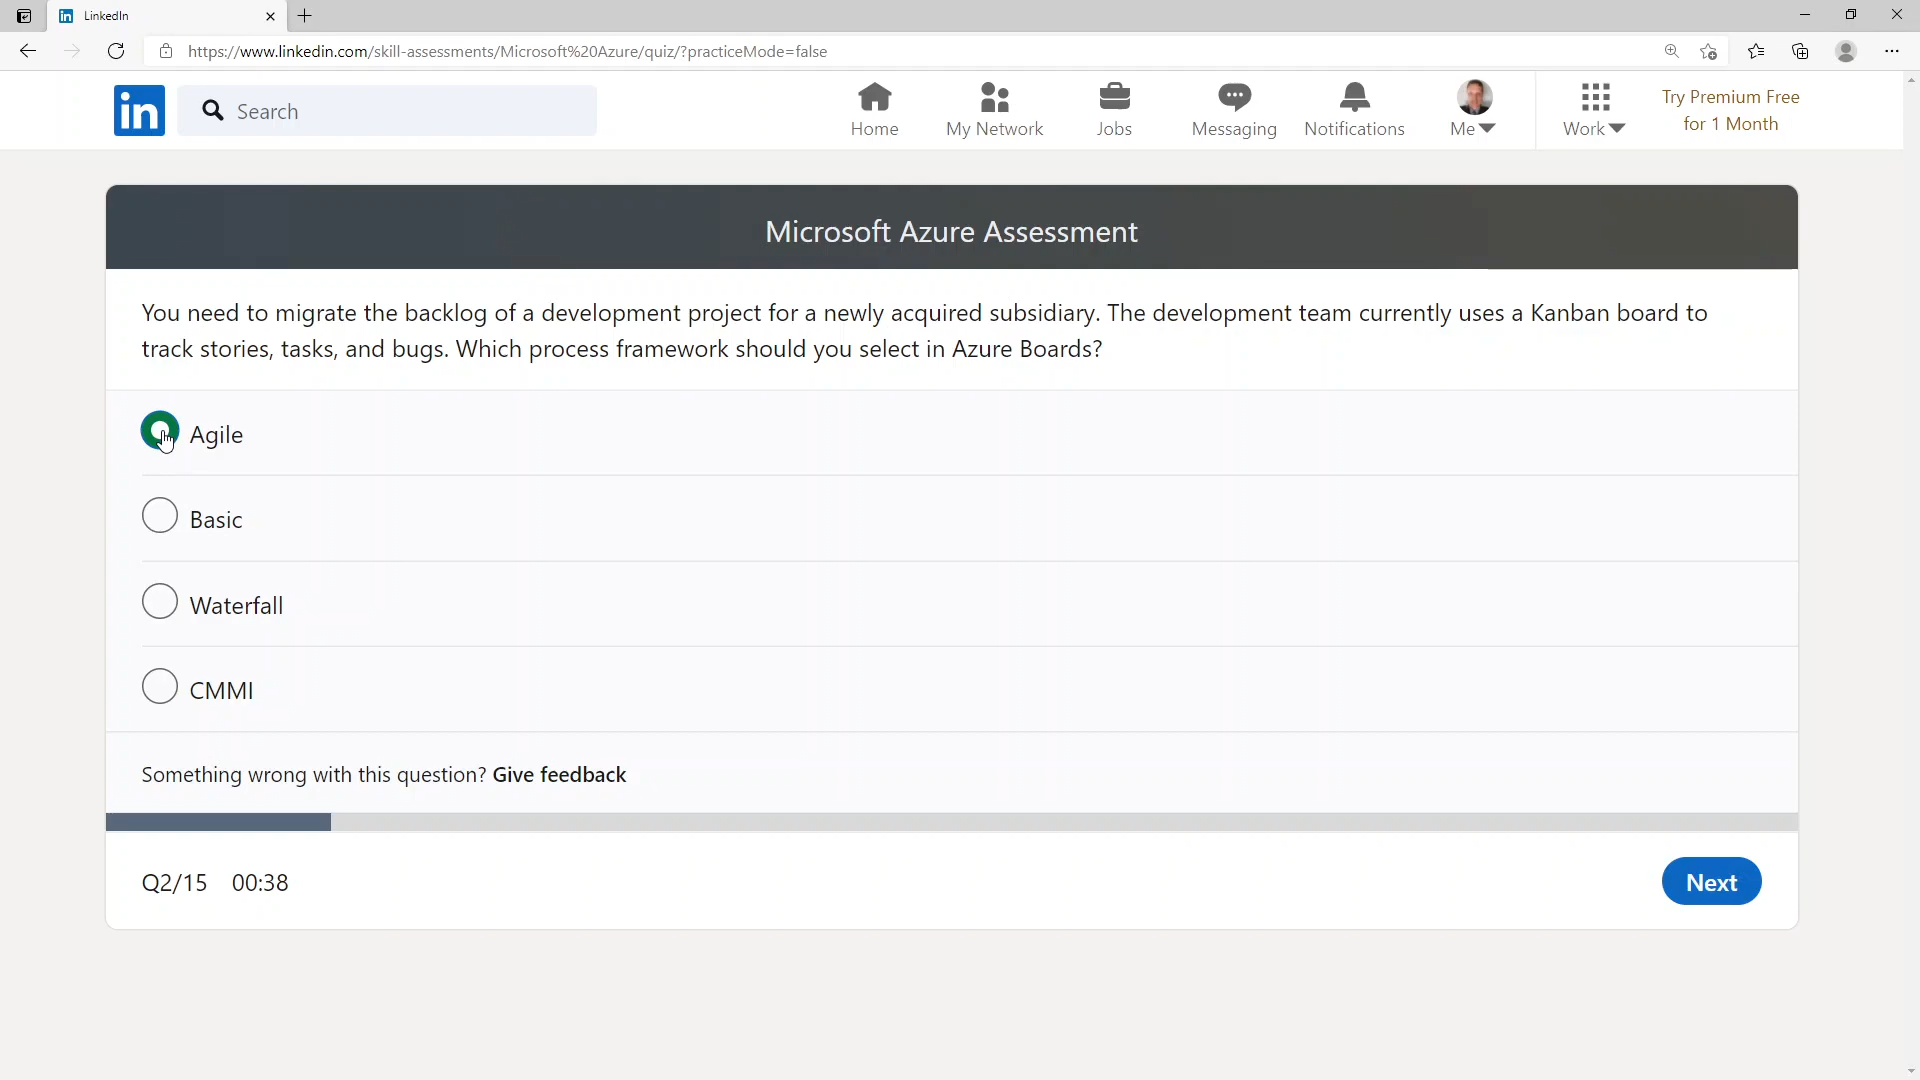 LinkedIn
https://www.linkedin.com/skill-assessments/Microsoft%20Azure/quiz/?practiceMode=false
in
Search
Home
My Network
Jobs
Messaging
Notifications
Me
Work
Try Premium Free
for 1 Month
Microsoft Azure Assessment
You need to migrate the backlog of a development project for a newly acquired subsidiary. The development team currently uses a Kanban board to
track stories, tasks, and bugs. Which process framework should you select in Azure Boards?
Agile
Basic
Waterfall
CMMI
Something wrong with this question? Give feedback
Q2/15 00:38
Next